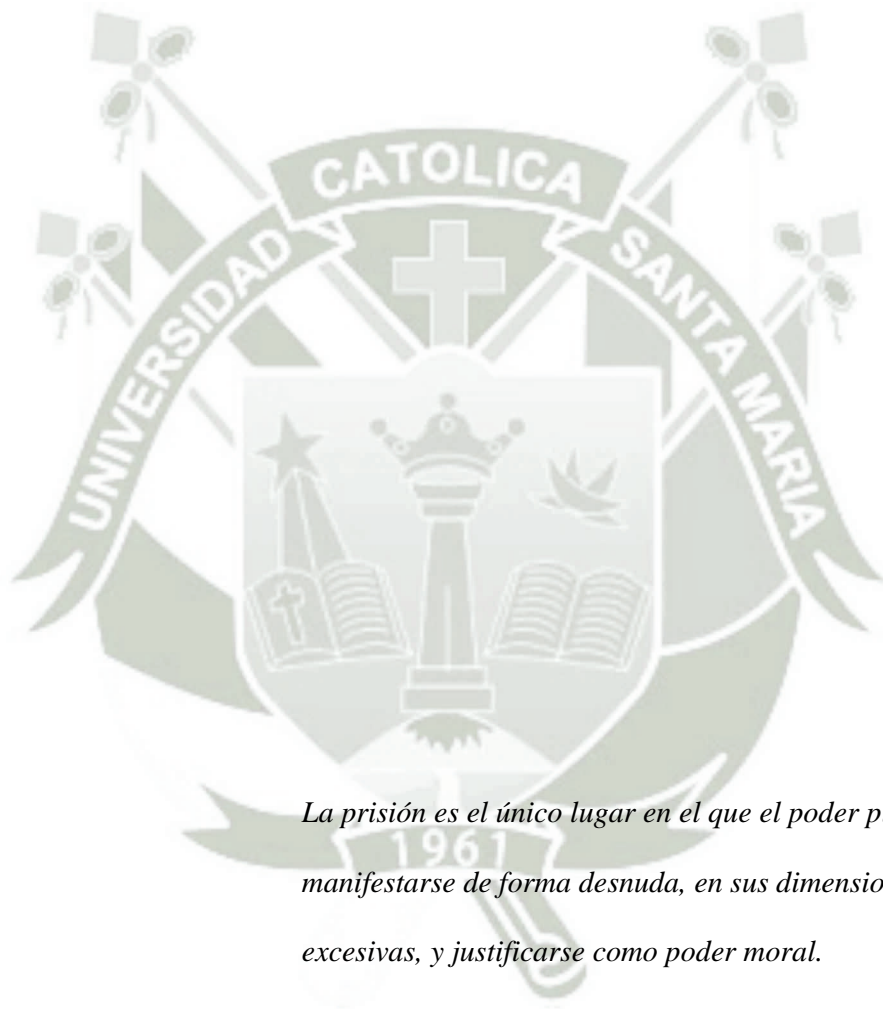 UNIVERSIDAD CATOLICA SANTA MARIA
La prisión es el único lugar en el que el poder
manifestarse de forma desnuda, en sus
excesivas, y justificarse como poder moral.
1961